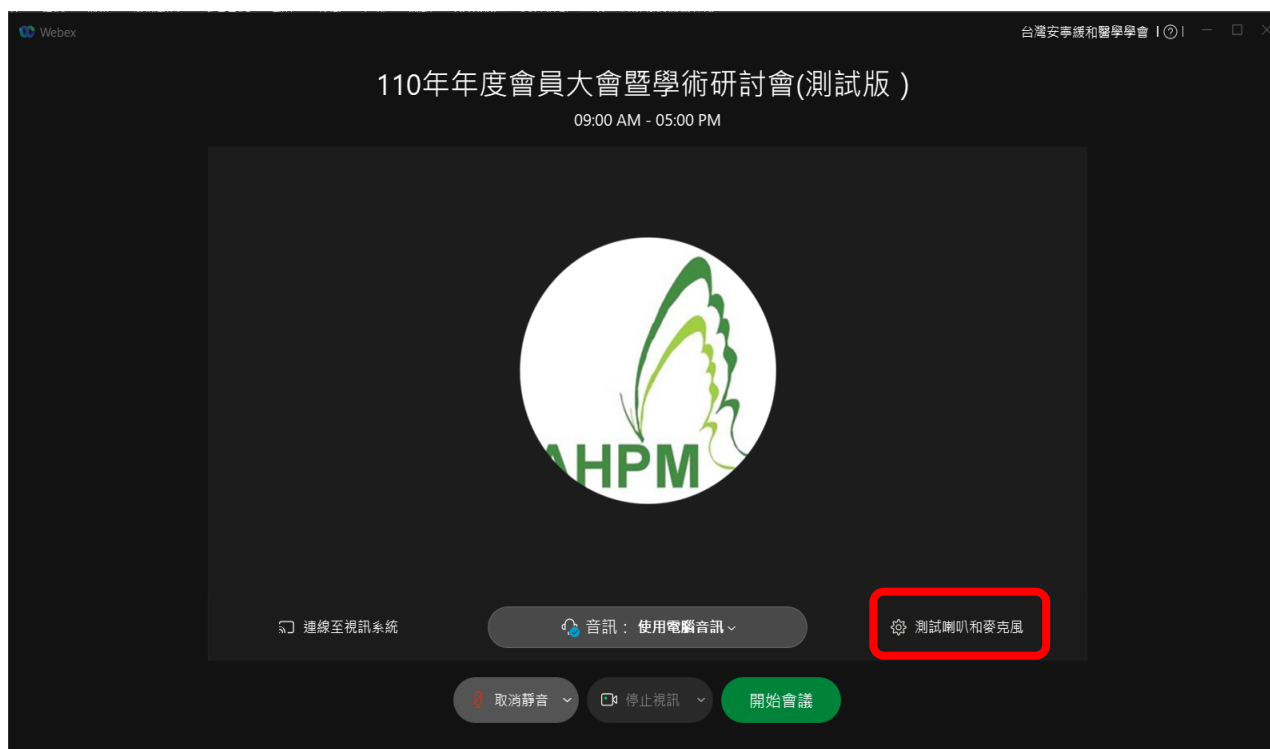 Webex
台灣安寧緩和醫學學會
110年年度會員大會暨學術研討會(測試版)
09:00 AM - 05:00 PM
AHPM
連線至視訊系統
音訊：使用電腦音訊
測試喇叭和麥克風
取消靜音
停止視訊
開始會議